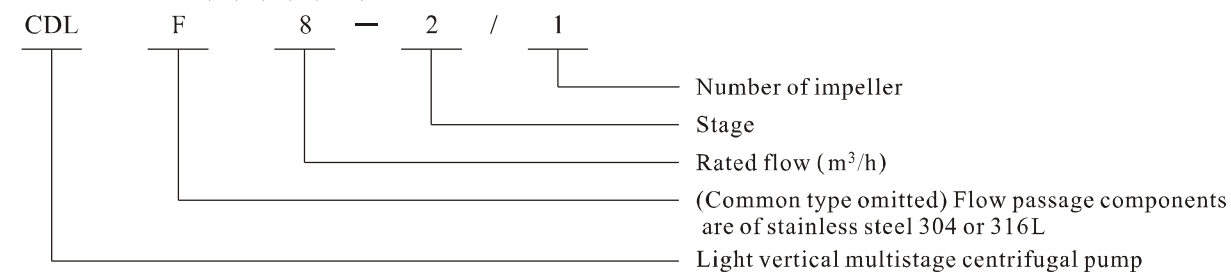 CDL F 8 — 2 / 1
Number of impeller
Stage
Rated flow (m³/h)
(Common type omitted) Flow passage components
are of stainless steel 304 or 316L
Light vertical multistage centrifugal pump